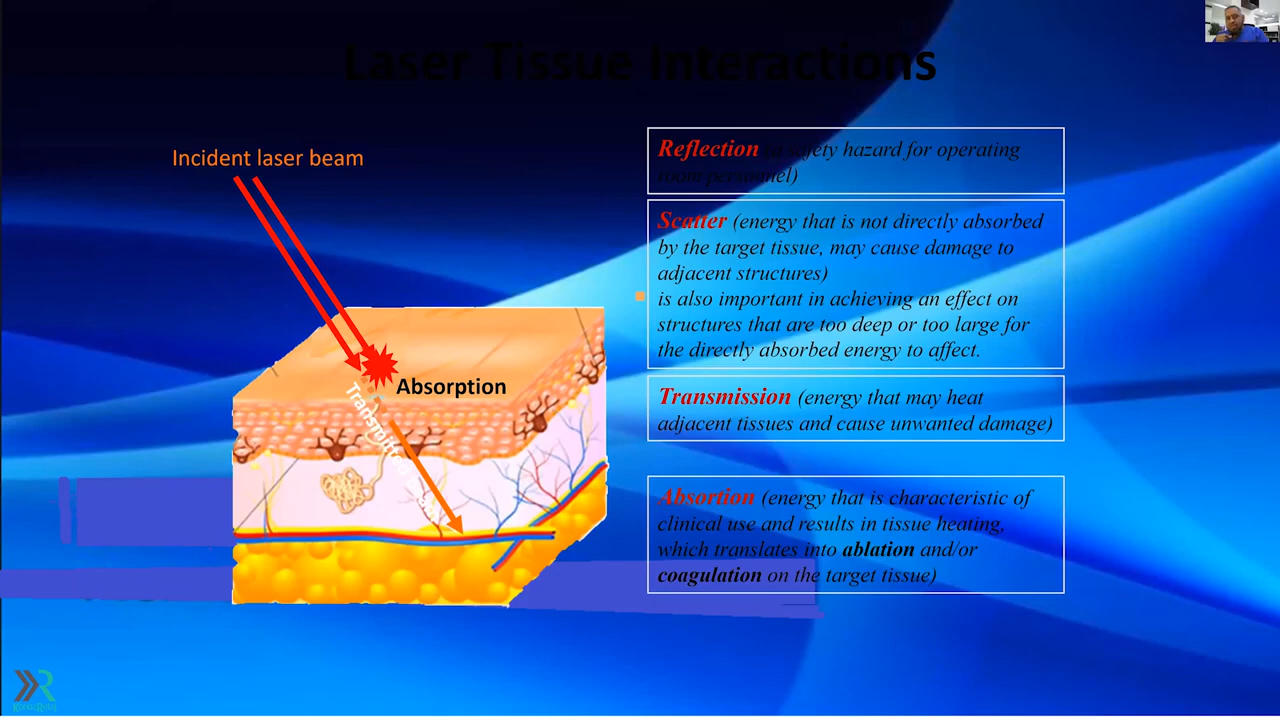 Laser Tissue Interactions
Incident laser beam
Absorption
Reflection (a safety hazard for operating
room personnel)
Scatter (energy that is not directly absorbed
by the target tissue, may cause damage to
adjacent structures)
is also important in achieving an effect on
structures that are too deep or too large for
the directly absorbed energy to affect.
Transmission (energy that may heat
adjacent tissues and cause unwanted damage)
Absortion (energy that is characteristic of
clinical use and results in tissue heating,
which translates into ablation and/or
coagulation on the target tissue)